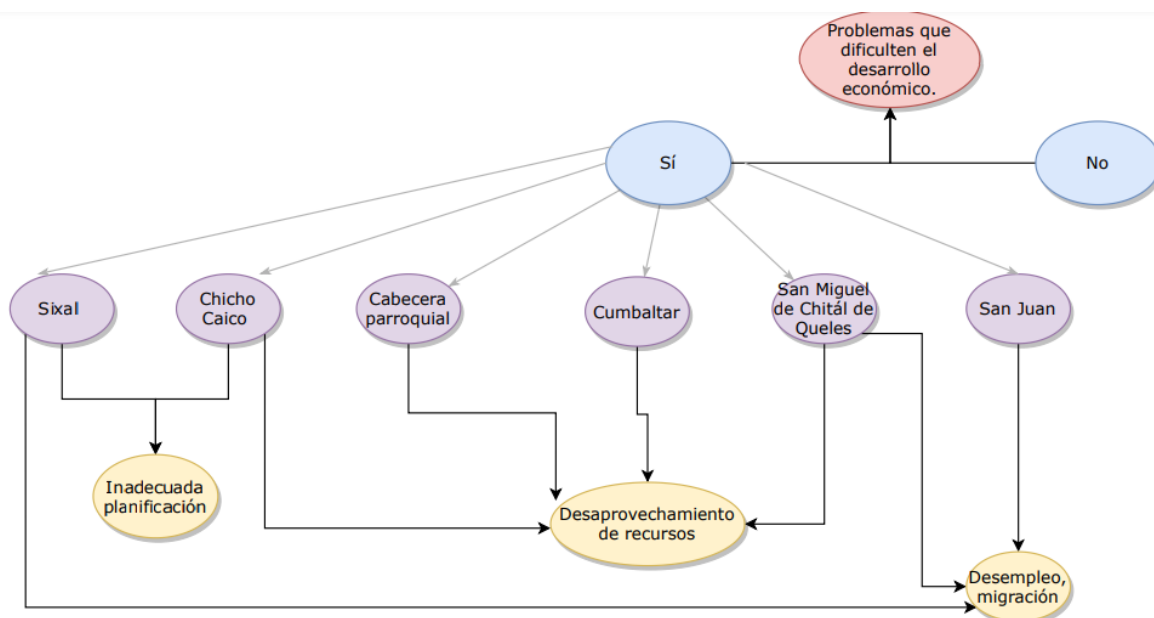 Problemas que
dificulten el
desarrollo
económico.
Sí
No
Sixal
Chicho
Caico
Cabecera
parroquial
Cumbaltar
San Miguel
de Chitál de
Queles
San Juan
Inadecuada
planificación
Desaprovechamiento
de recursos
Desempleo,
migración